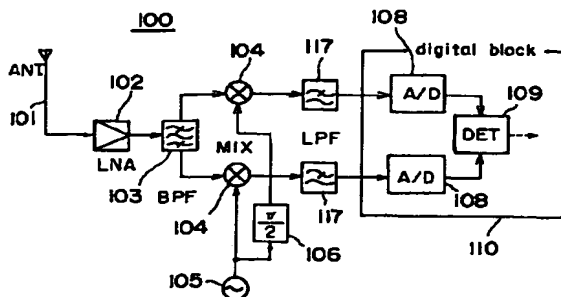 100
104
117
108
digital block
ANT
102
A/D
109
101
MIX
LPF
DET
LNA
103
BPF
104
117
A/D
108
π/2
106
105
110